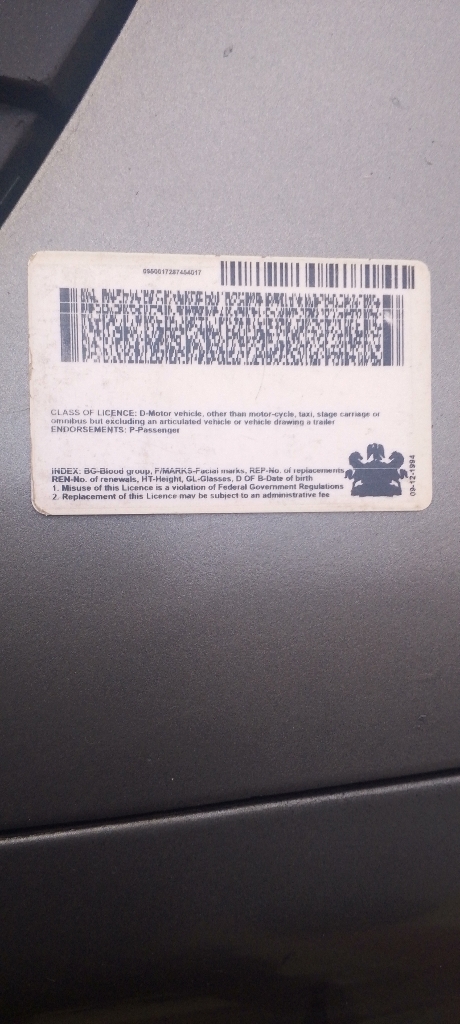 CLASS OF LICENCE: D-Motor vehicle, other than motor-cycle, taxi, stage carriage or
omnibus but excluding an articulated vehicle or vehicle drawing a trailer
ENDORSEMENTS: P-Passenger
INDEX: BG-Blood group, F/MARKS-Facial marks, REP-No. of replacements,
REN-No. of renewals, HT-Height, GL-Glasses, D OF B-Date of birth
1. Misuse of this Licence is a violation of Federal Government Regulations
2. Replacement of this Licence may be subject to an administrative fee
09-12-1994